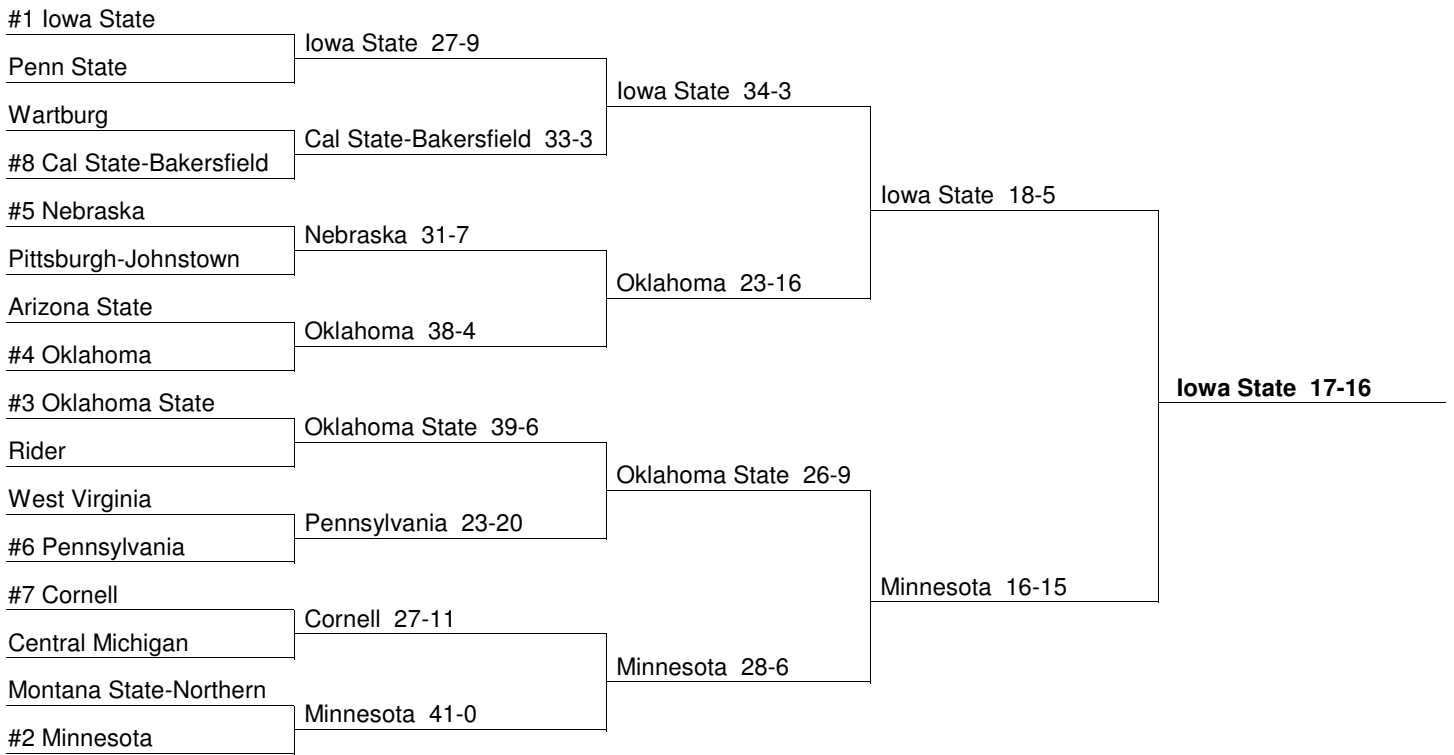 #1 Iowa State
Iowa State 27-9
Penn State
Iowa State 34-3
Wartburg
Cal State-Bakersfield 33-3
#8 Cal State-Bakersfield
Iowa State 18-5
#5 Nebraska
Nebraska 31-7
Pittsburgh-Johnstown
Oklahoma 23-16
Arizona State
Oklahoma 38-4
#4 Oklahoma
Iowa State 17-16
#3 Oklahoma State
Oklahoma State 39-6
Rider
Oklahoma State 26-9
West Virginia
Pennsylvania 23-20
#6 Pennsylvania
Minnesota 16-15
#7 Cornell
Cornell 27-11
Central Michigan
Minnesota 28-6
Montana State-Northern
Minnesota 41-0
#2 Minnesota